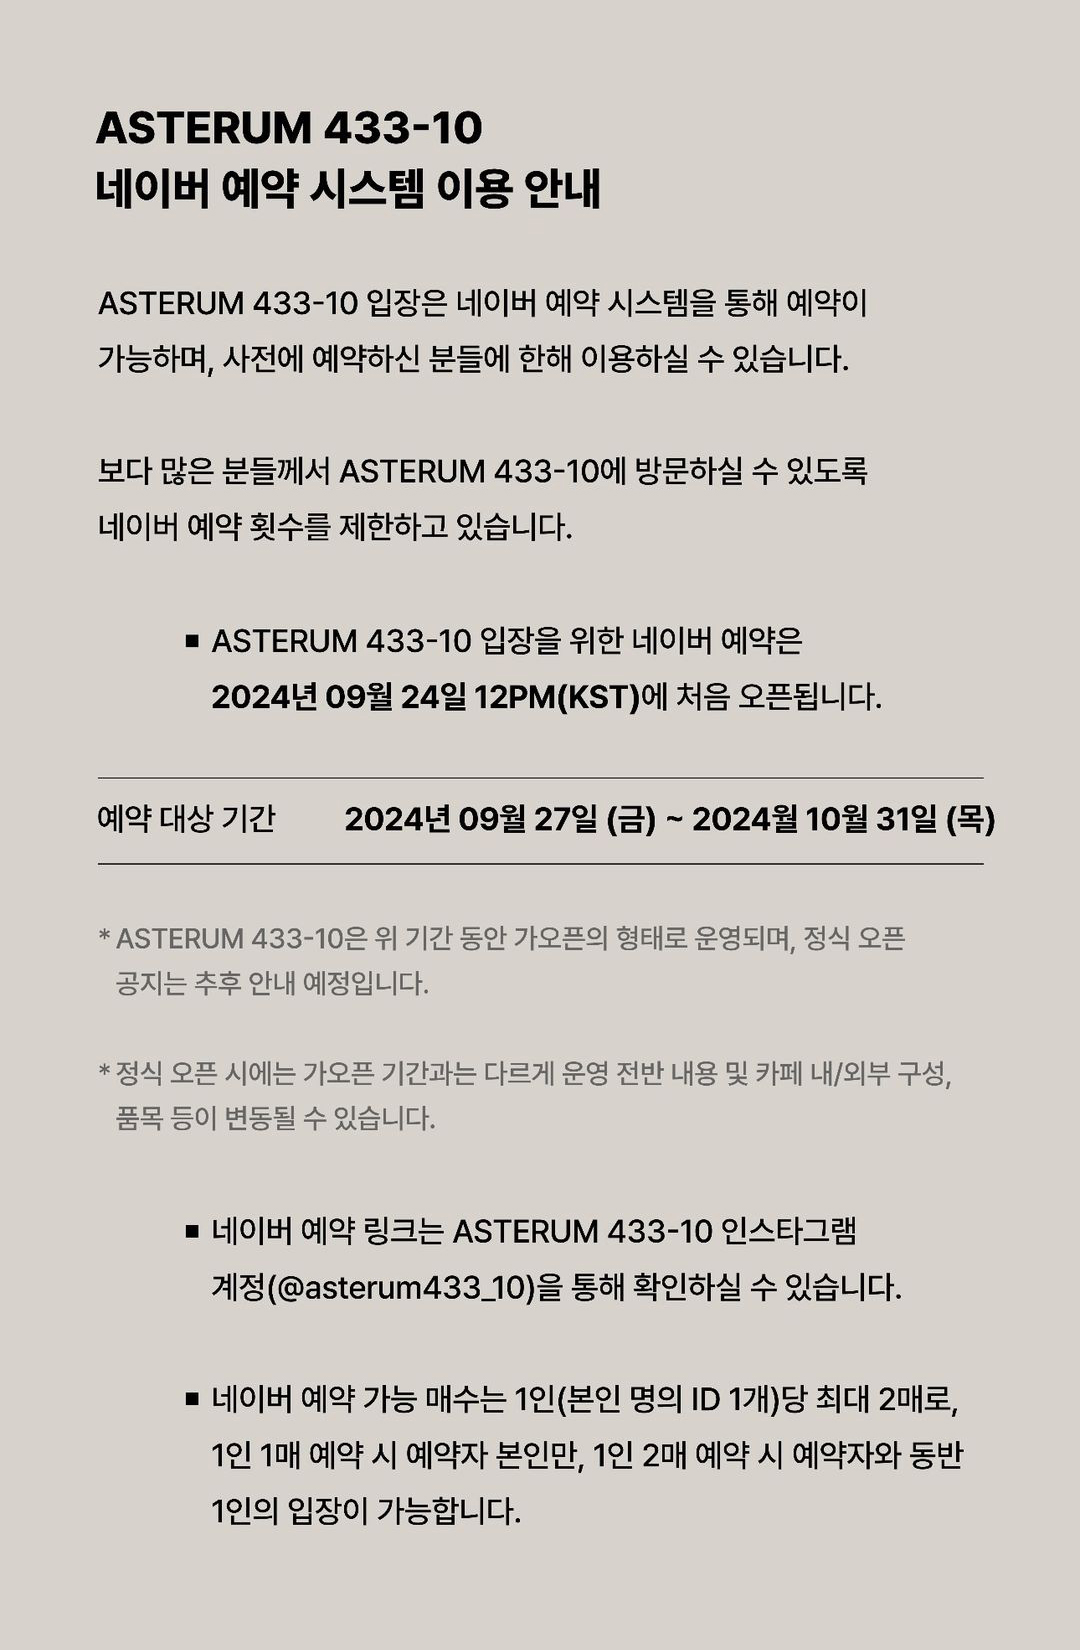 ASTERUM 433-10
네이버 예약 시스템 이용 안내
ASTERUM 433-10 입장은 네이버 예약 시스템을 통해 예약이
가능하며, 사전에 예약하신 분들에 한해 이용하실 수 있습니다.
보다 많은 분들께서 ASTERUM 433-10에 방문하실 수 있도록
네이버 예약 횟수를 제한하고 있습니다.
▪ ASTERUM 433-10 입장을 위한 네이버 예약은
2024년 09월 24일 12PM(KST)에 처음 오픈됩니다.
예약 대상 기간 2024년 09월 27일 (금) ~ 2024월 10월 31일 (목)
* ASTERUM 433-10은 위 기간 동안 가오픈의 형태로 운영되며, 정식 오픈
공지는 추후 안내 예정입니다.
* 정식 오픈 시에는 가오픈 기간과는 다르게 운영 전반 내용 및 카페 내/외부 구성,
품목 등이 변동될 수 있습니다.
▪ 네이버 예약 링크는 ASTERUM 433-10 인스타그램
계정(@asterum433_10)을 통해 확인하실 수 있습니다.
▪ 네이버 예약 가능 매수는 1인(본인 명의 ID 1개)당 최대 2매로,
1인 1매 예약 시 예약자 본인만, 1인 2매 예약 시 예약자와 동반
1인의 입장이 가능합니다.